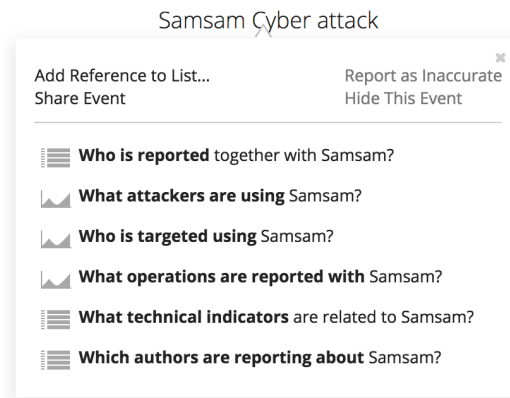 Samsam Cyber attack
Add Reference to List...
Report as Inaccurate
Share Event
Hide This Event
Who is reported together with Samsam?
What attackers are using Samsam?
Who is targeted using Samsam?
What operations are reported with Samsam?
What technical indicators are related to Samsam?
Which authors are reporting about Samsam?